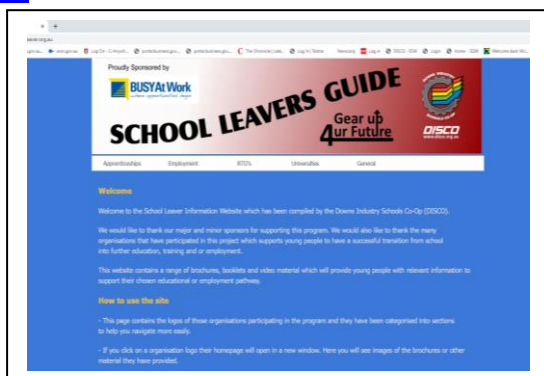 Proudly Sponsored by
BUSY At Work
SCHOOL LEAVERS GUIDE
Gear up
4ur Future
DISCO
Apprenticeships Employment RTO's Universities General
Welcome
Welcome to the School Leaver Information Website which has been compiled by the Downs Industry Schools Co-Op (DISCO).
We would like to thank our major and minor sponsors for supporting this program. We would also like to thank the many
organisations that have participated in this project which supports young people to have a successful transition from school
into further education, training and or employment.
This website contains a range of brochures, booklets and video material which will provide young people with relevant information to
support their chosen educational or employment pathway.
How to use the site
- This page contains the logos of those organisations participating in the program and they have been categorised into sections
to help you navigate more easily.
- If you click on a organisation logo their homepage will open in a new window. Here you will see images of the brochures or other
material they have provided.